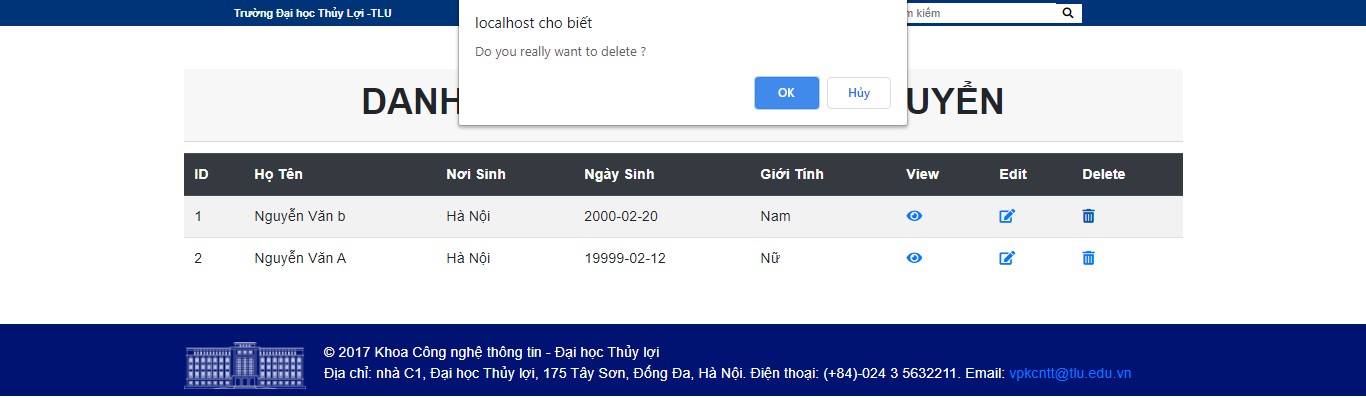 Trường Đại học Thủy Lợi -TLU
kiếm
localhost cho biết
Do you really want to delete ?
OK Hủy
DANH UYỂN
ID Họ Tên Nơi Sinh Ngày Sinh Giới Tính View Edit Delete
1 Nguyễn Văn b Hà Nội 2000-02-20 Nam
2 Nguyễn Văn A Hà Nội 19999-02-12 Nữ
© 2017 Khoa Công nghệ thông tin - Đại học Thủy lợi
Địa chỉ: nhà C1, Đại học Thủy lợi, 175 Tây Sơn, Đống Đa, Hà Nội. Điện thoại: (+84)-024 3 5632211. Email: vpkcntt@tlu.edu.vn